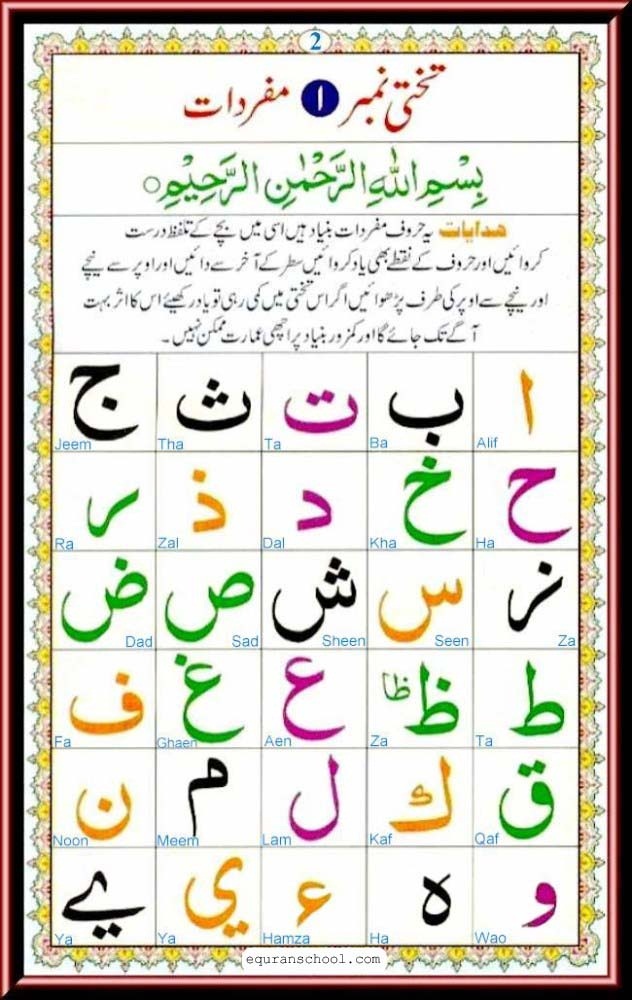 2
تختی نمبر ۱ مفردات
بِسْمِ اللهِ الرَّحْمٰنِ الرَّحِيْمِ
ھدایات یہ حروف مفردات بنیاد ہیں اسی میں بچے کے تلفظ درست
کروائیں اور حروف کے نقطے بھی یاد کروائیں سطر کے آخر سے دائیں اور اوپر سے نیچے
اور نیچے سے اوپر کی طرف پڑھوائیں اگر اس تختی میں کمی رہی تو یاد رکھیئے اس کا اثر بہت
آگے تک جائے گا اور کمزور بنیاد پر اچھی عمارت ممکن نہیں۔
ا ب ت ث ج
Alif Ba Ta Tha Jeem
ح خ د ذ ر
Ha Kha Dal Zal Ra
ز س ش ص ض
Za Seen Sheen Sad Dad
ط ظ ظا ع غ ف
Ta Za Aen Ghaen Fa
ق ك ل م ن
Qaf Kaf Lam Meem Noon
و ه ء ي ے
Wao Ha Hamza Ya Ya
equranschool.com